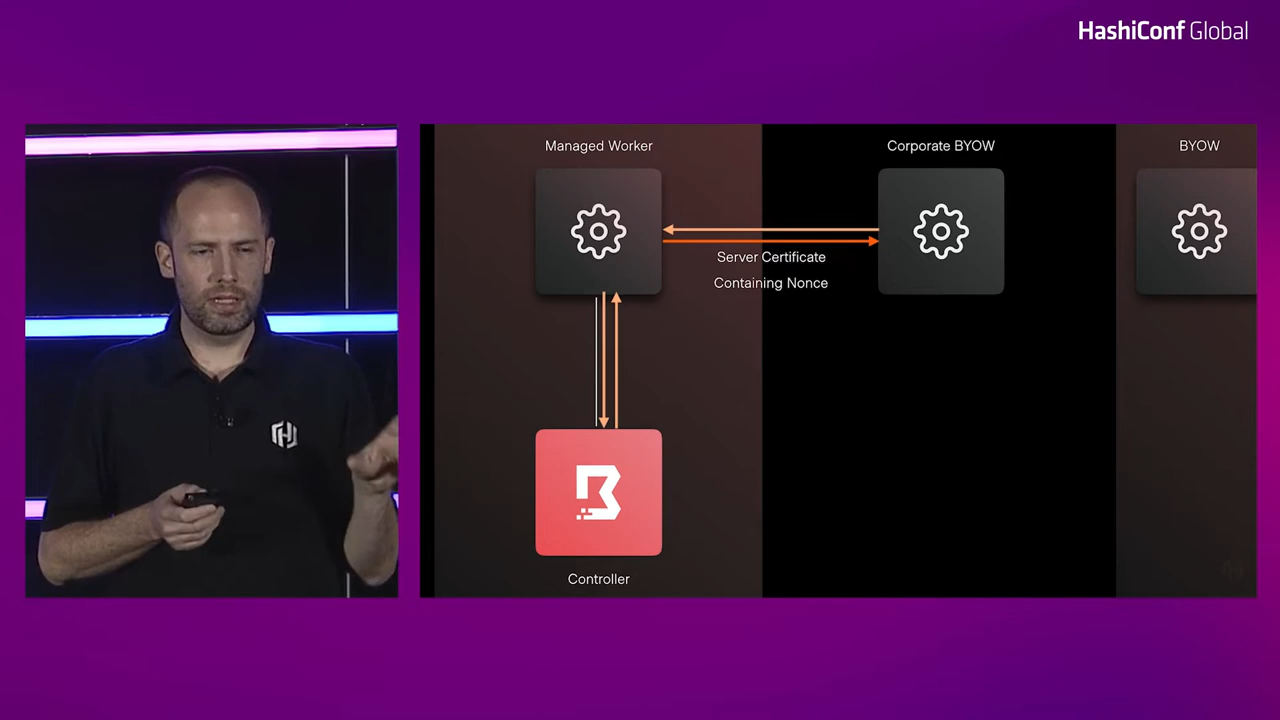 HashiConf Global
Managed Worker
Corporate BYOW
BYOW
Server Certificate
Containing Nonce
Controller